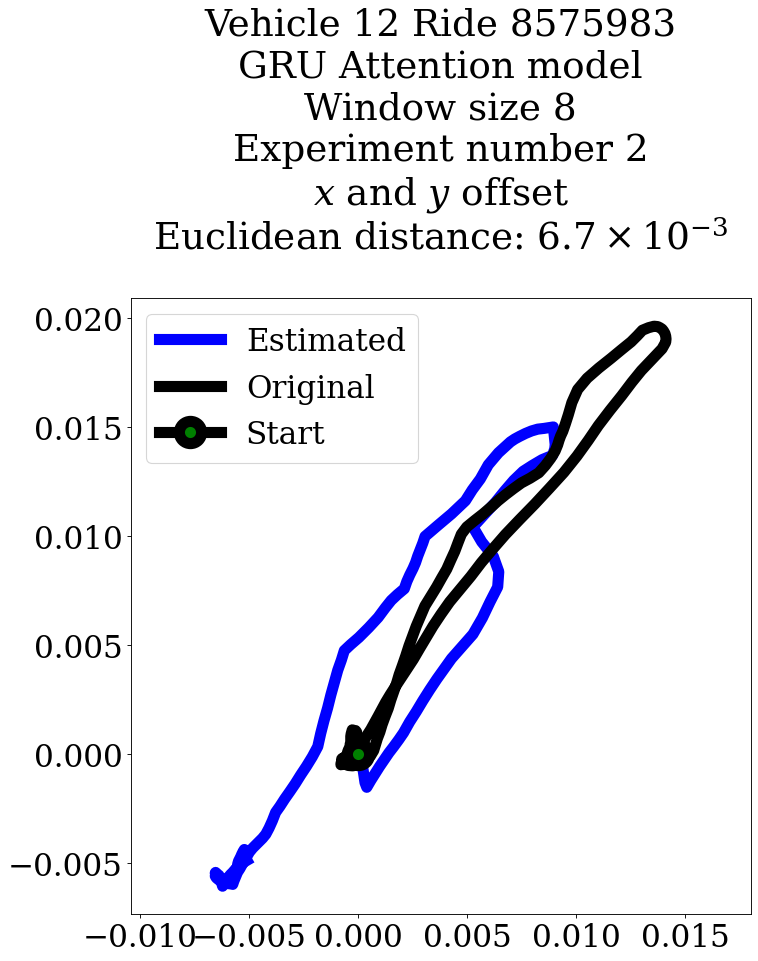 Vehicle 12 Ride 8575983
GRU Attention model
Window size 8
Experiment number 2
x and y offset
Euclidean distance: 6.7 × 10⁻³
Estimated
Original
Start
0.020
0.015
0.010
0.005
0.000
−0.005
−0.010 −0.005 0.000 0.005 0.010 0.015